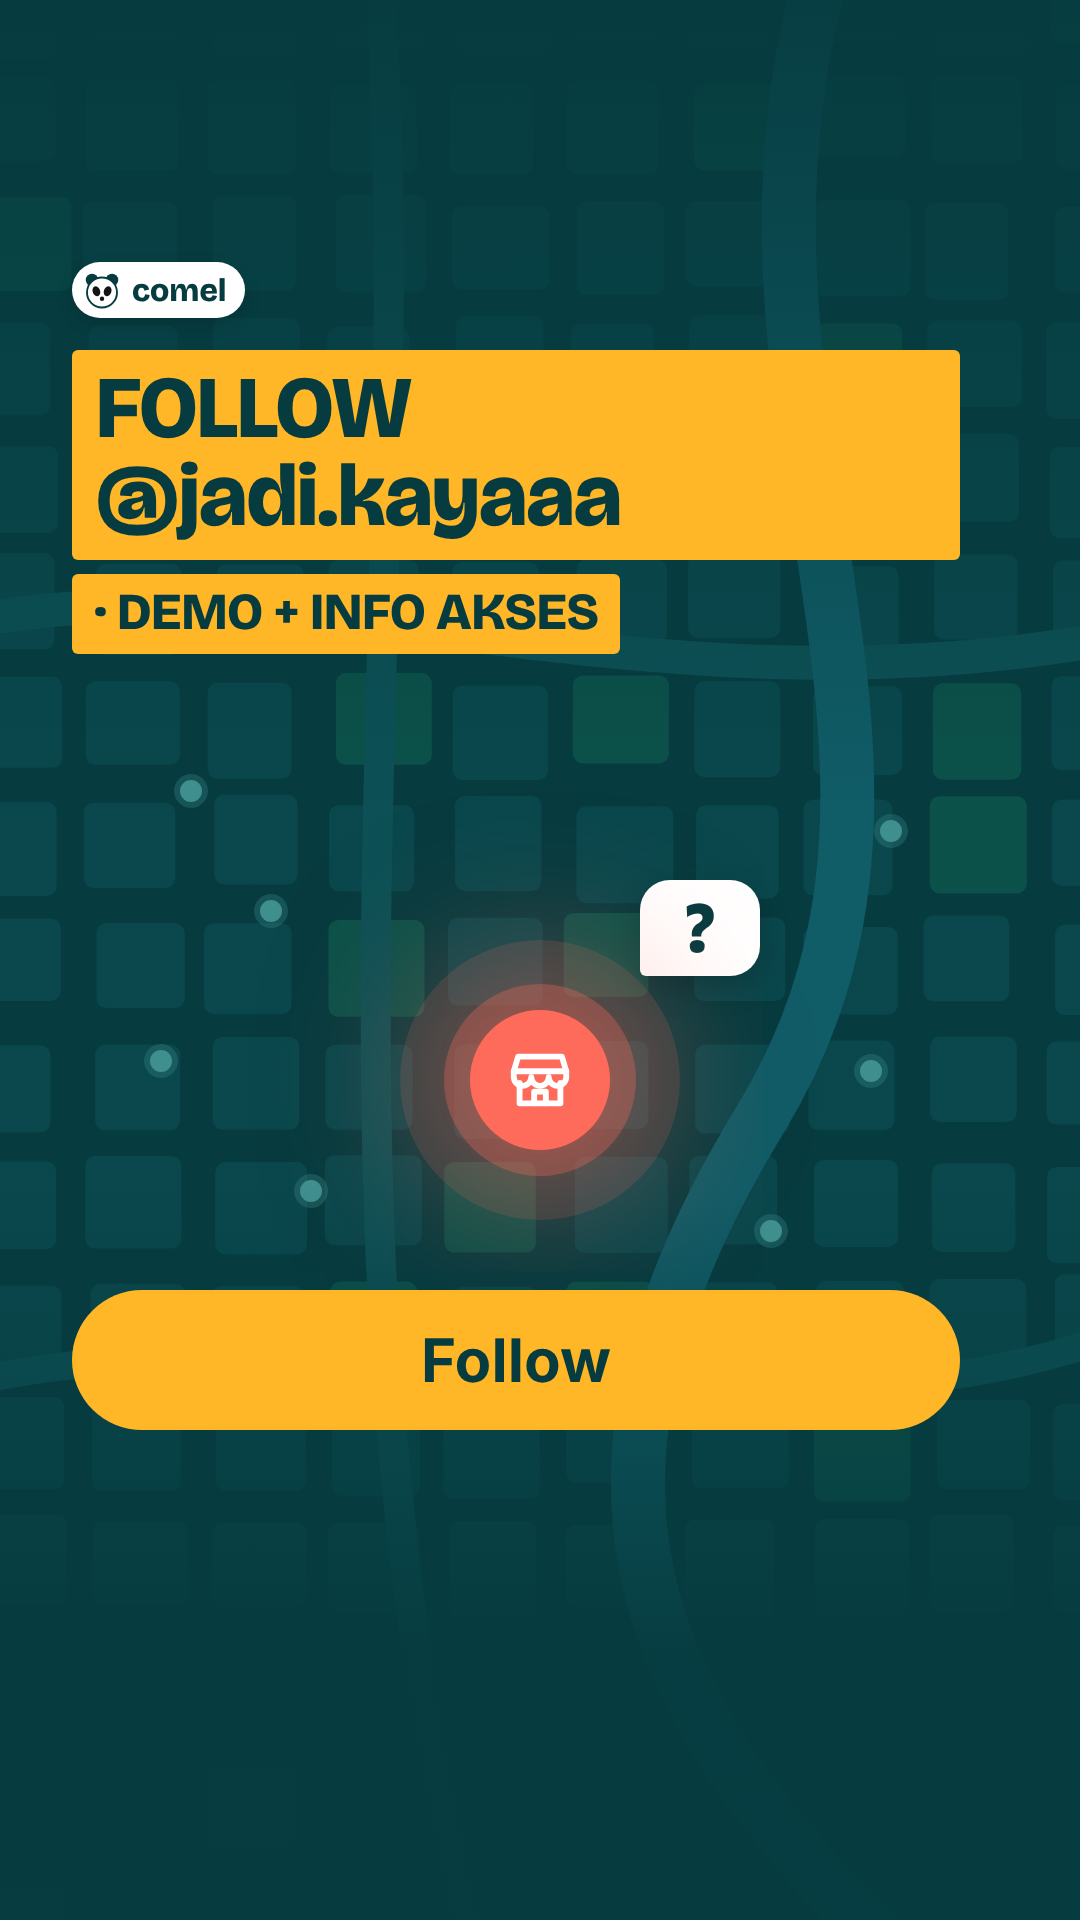 comel
FOLLOW
@jadi.kayaaa
· DEMO + INFO AKSES
?
Follow